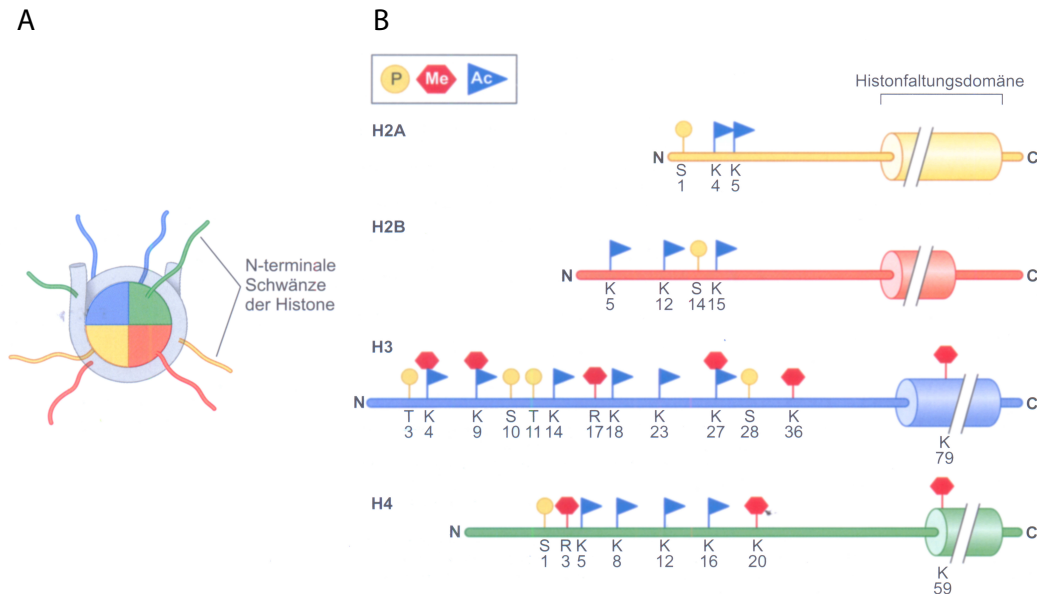 A
B
P Me Ac
Histonfaltungsdomäne
H2A
N
C
S K K
1 4 5
H2B
N-terminale
Schwänze
der Histone
N
C
K K S K
5 12 14 15
H3
N
C
T K K S T K R K K K S K
3 4 9 10 11 14 17 18 23 27 28 36
K
79
H4
N
C
S R K K K K K
1 3 5 8 12 16 20
K
59